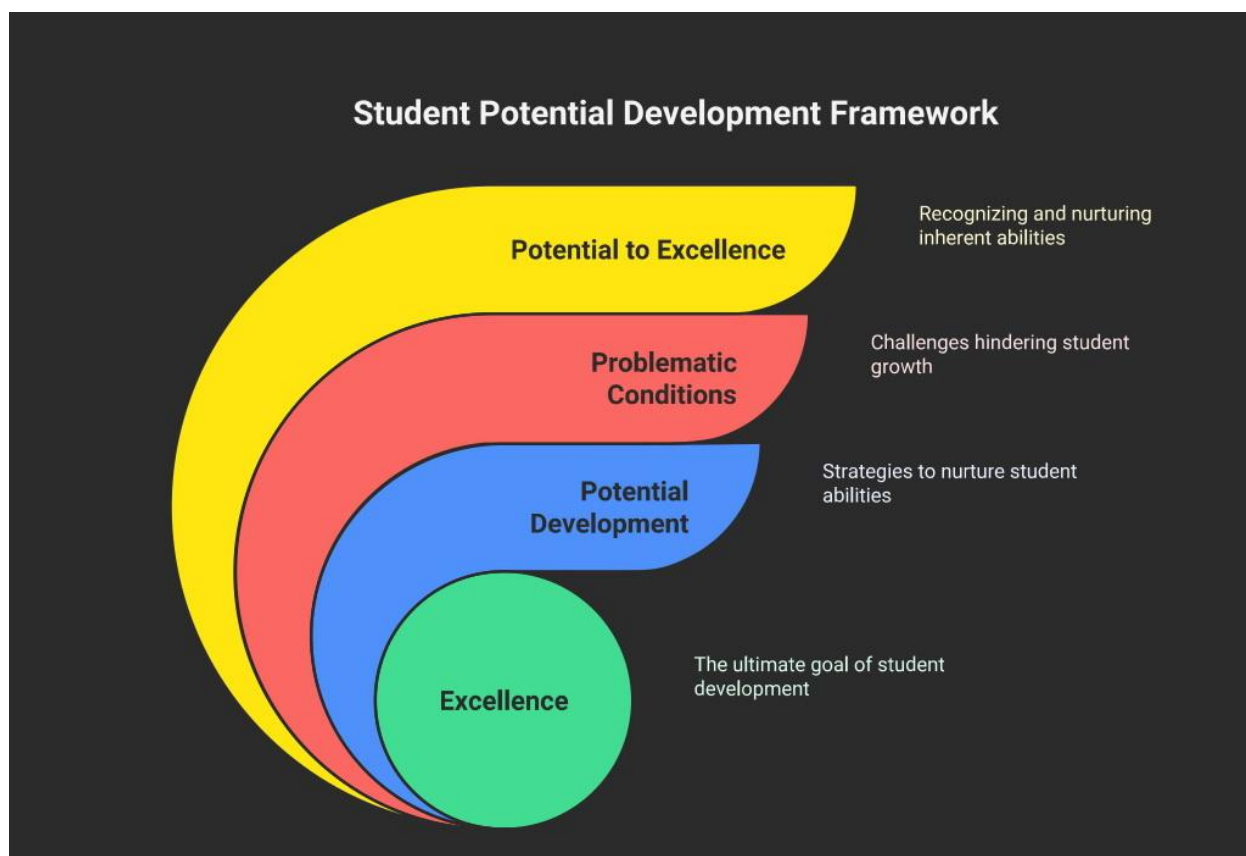 Student Potential Development Framework
Potential to Excellence
Recognizing and nurturing
inherent abilities
Problematic
Conditions
Challenges hindering student
growth
Potential
Development
Strategies to nurture student
abilities
Excellence
The ultimate goal of student
development